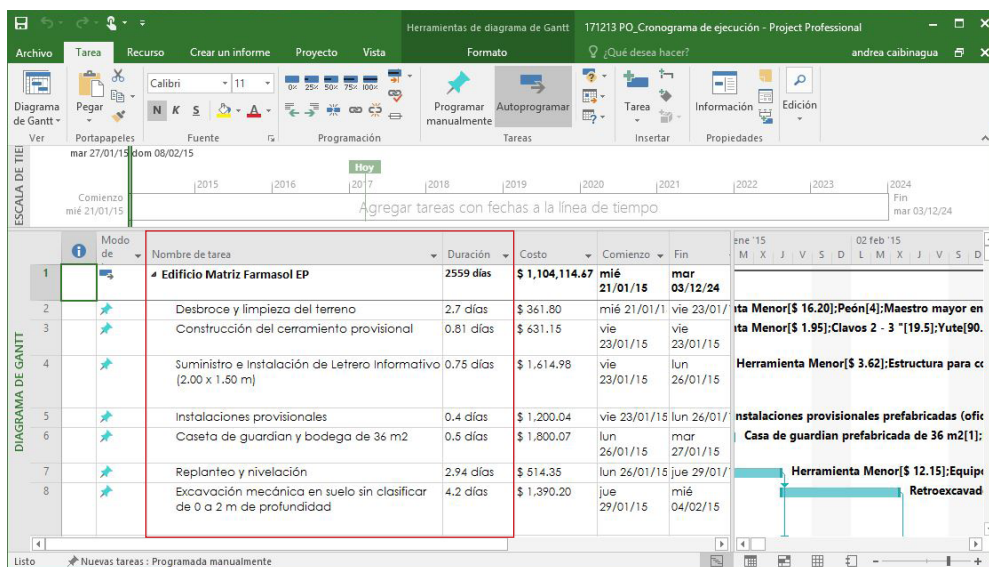 Herramientas de diagrama de Gantt
171213 PO_Cronograma de ejecución - Project Professional
Archivo Tarea Recurso Crear un informe Proyecto Vista Formato ¿Qué desea hacer? andrea caibinagua
Diagrama de Gantt
Ver
Pegar
Portapapeles
Calibri 11
N K S A
Fuente
0× 25× 50× 75× 100×
Programación
Programar manualmente
Autoprogramar
Tareas
Tarea
Insertar
Información
Propiedades
Edición
ESCALA DE TIEI
mar 27/01/15 dom 08/02/15
Hoy
2015 2016 2017 2018 2019 2020 2021 2022 2023 2024
Comienzo
mié 21/01/15
Agregar tareas con fechas a la línea de tiempo
Fin
mar 03/12/24
DIAGRAMA DE GANTT
Modo de
Nombre de tarea Duración Costo Comienzo Fin
ene '15 02 feb '15
M X J V S D L M X J V S D
1 Edificio Matriz Farmasol EP 2559 días $ 1,104,114.67 mié 21/01/15 mar 03/12/24
2 Desbroce y limpieza del terreno 2.7 días $ 361.80 mié 21/01/1 vie 23/01/ ta Menor[$ 16.20];Peón[4];Maestro mayor en
3 Construcción del cerramiento provisional 0.81 días $ 631.15 vie 23/01/15 vie 23/01/15 ta Menor[$ 1.95];Clavos 2 - 3 "[19.5];Yute[90.
4 Suministro e Instalación de Letrero Informativo (2.00 x 1.50 m) 0.75 días $ 1,614.98 vie 23/01/15 lun 26/01/15 Herramienta Menor[$ 3.62];Estructura para co
5 Instalaciones provisionales 0.4 días $ 1,200.04 vie 23/01/15 lun 26/01/ nstalaciones provisionales prefabricadas (ofic
6 Caseta de guardian y bodega de 36 m2 0.5 días $ 1,800.07 lun 26/01/15 mar 27/01/15 Casa de guardian prefabricada de 36 m2[1];
7 Replanteo y nivelación 2.94 días $ 514.35 lun 26/01/15 jue 29/01/ Herramienta Menor[$ 12.15];Equipo
8 Excavación mecánica en suelo sin clasificar de 0 a 2 m de profundidad 4.2 días $ 1,390.20 jue 29/01/15 mié 04/02/15 Retroexcavad
Listo Nuevas tareas : Programada manualmente